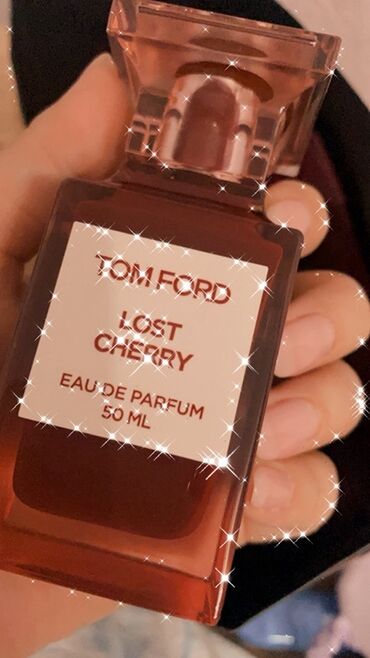 TOM FORD
LOST
CHERRY
EAU DE PARFUM
50 ML